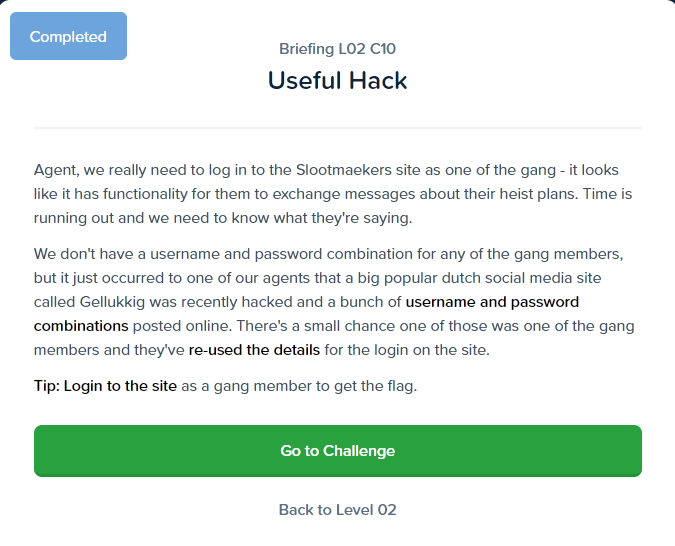 Completed
Briefing L02 C10
Useful Hack
Agent, we really need to log in to the Slootmaekers site as one of the gang - it looks
like it has functionality for them to exchange messages about their heist plans. Time is
running out and we need to know what they're saying.
We don't have a username and password combination for any of the gang members,
but it just occurred to one of our agents that a big popular dutch social media site
called Gellukkig was recently hacked and a bunch of username and password
combinations posted online. There's a small chance one of those was one of the gang
members and they've re-used the details for the login on the site.
Tip: Login to the site as a gang member to get the flag.
Go to Challenge
Back to Level 02